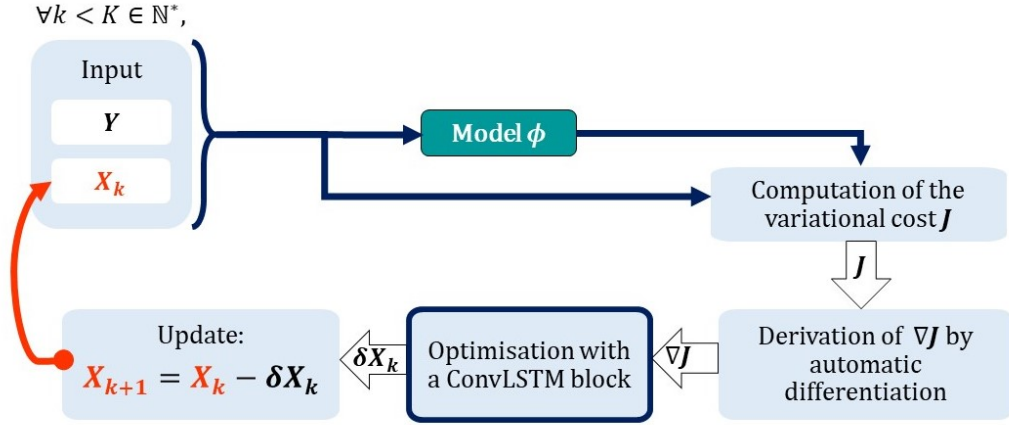 ∀k < K ∈ ℕ*,
Input
Y
X_k
Model ϕ
Computation of the
variational cost J
J
Derivation of ∇J by
automatic
differentiation
∇J
Optimisation with
a ConvLSTM block
δX_k
Update:
X_{k+1} = X_k − δX_k